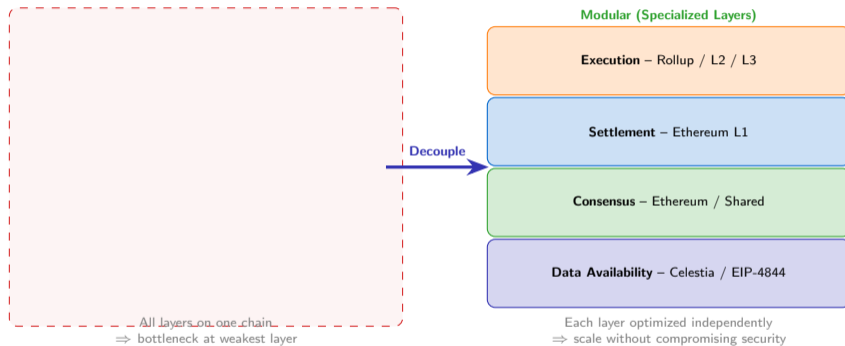 Modular (Specialized Layers)
Execution – Rollup / L2 / L3
Settlement – Ethereum L1
Decouple
Consensus – Ethereum / Shared
Data Availability – Celestia / EIP-4844
All layers on one chain
⇒ bottleneck at weakest layer
Each layer optimized independently
⇒ scale without compromising security